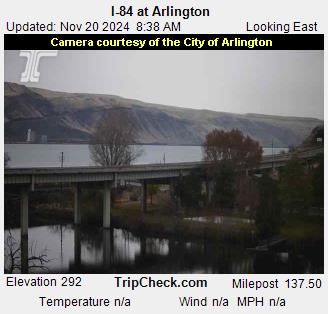 I-84 at Arlington
Updated: Nov 20 2024 8:38 AM Looking East
Camera courtesy of the City of Arlington
Elevation 292 TripCheck.com Milepost 137.50
Temperature n/a Wind n/a MPH n/a